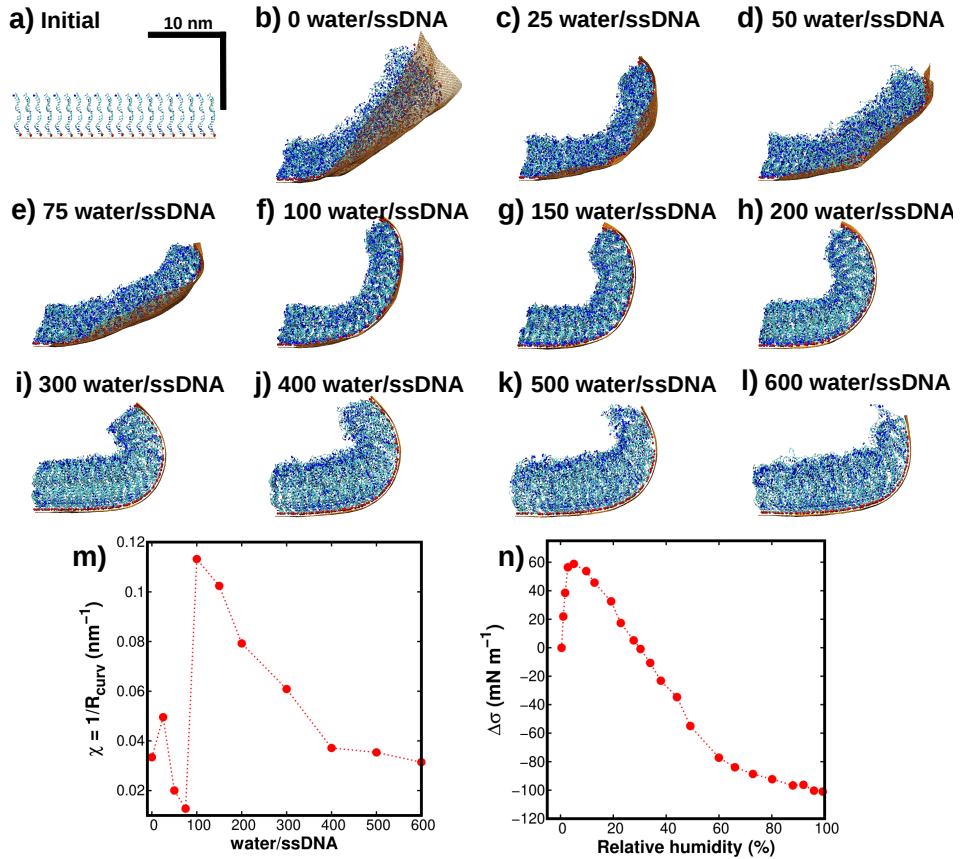 a) Initial
10 nm
b) 0 water/ssDNA
c) 25 water/ssDNA
d) 50 water/ssDNA
e) 75 water/ssDNA
f) 100 water/ssDNA
g) 150 water/ssDNA
h) 200 water/ssDNA
i) 300 water/ssDNA
j) 400 water/ssDNA
k) 500 water/ssDNA
l) 600 water/ssDNA
m)
χ = 1/R_curv (nm⁻¹)
0.12
0.1
0.08
0.06
0.04
0.02
0 100 200 300 400 500 600
water/ssDNA
n)
Δσ (mN m⁻¹)
60
40
20
0
−20
−40
−60
−80
−100
−120
0 20 40 60 80 100
Relative humidity (%)